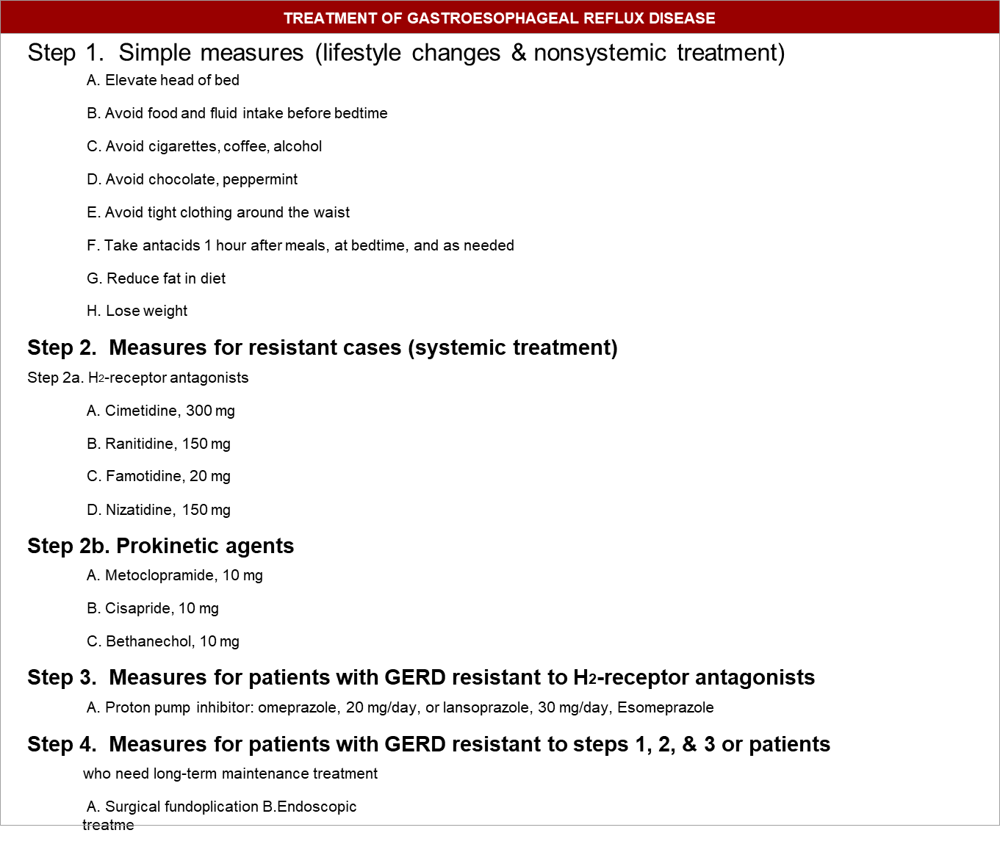 TREATMENT OF GASTROESOPHAGEAL REFLUX DISEASE
Step 1. Simple measures (lifestyle changes & nonsystemic treatment)
A. Elevate head of bed
B. Avoid food and fluid intake before bedtime
C. Avoid cigarettes, coffee, alcohol
D. Avoid chocolate, peppermint
E. Avoid tight clothing around the waist
F. Take antacids 1 hour after meals, at bedtime, and as needed
G. Reduce fat in diet
H. Lose weight
Step 2. Measures for resistant cases (systemic treatment)
Step 2a. H2-receptor antagonists
A. Cimetidine, 300 mg
B. Ranitidine, 150 mg
C. Famotidine, 20 mg
D. Nizatidine, 150 mg
Step 2b. Prokinetic agents
A. Metoclopramide, 10 mg
B. Cisapride, 10 mg
C. Bethanechol, 10 mg
Step 3. Measures for patients with GERD resistant to H2-receptor antagonists
A. Proton pump inhibitor: omeprazole, 20 mg/day, or lansoprazole, 30 mg/day, Esomeprazole
Step 4. Measures for patients with GERD resistant to steps 1, 2, & 3 or patients
who need long-term maintenance treatment
A. Surgical fundoplication B.Endoscopic
treatme